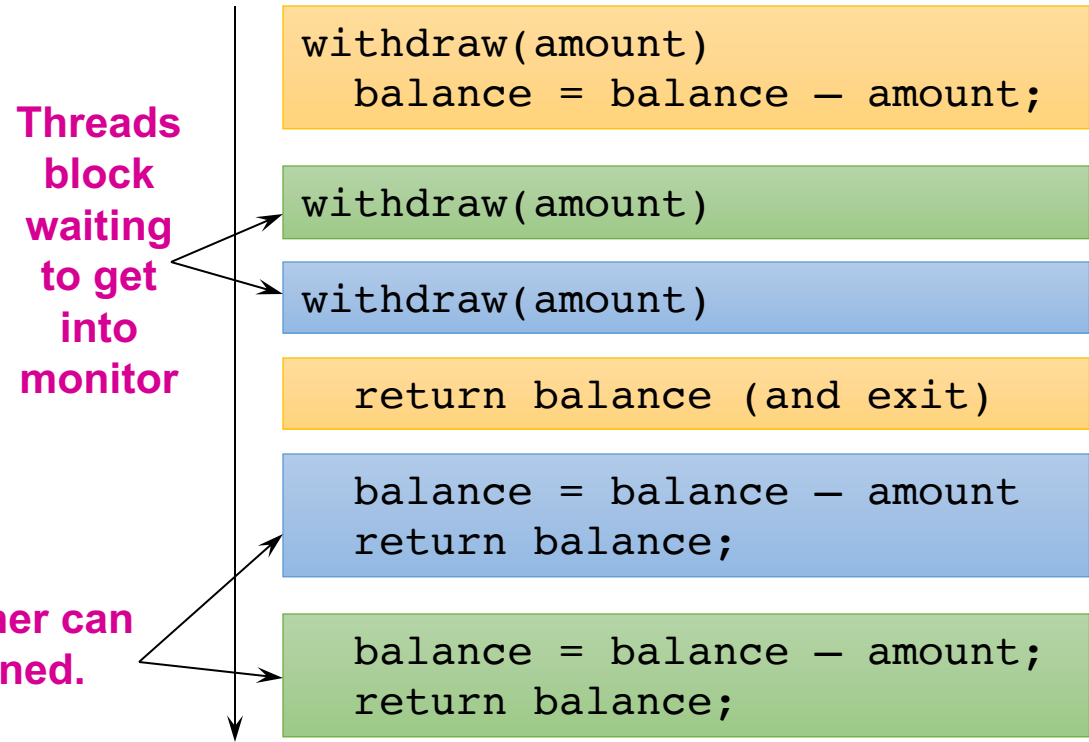 withdraw(amount)
balance = balance – amount;
Threads
block
waiting
to get
into
monitor
withdraw(amount)
withdraw(amount)
return balance (and exit)
balance = balance – amount
return balance;
can
balance = balance – amount;
return balance;